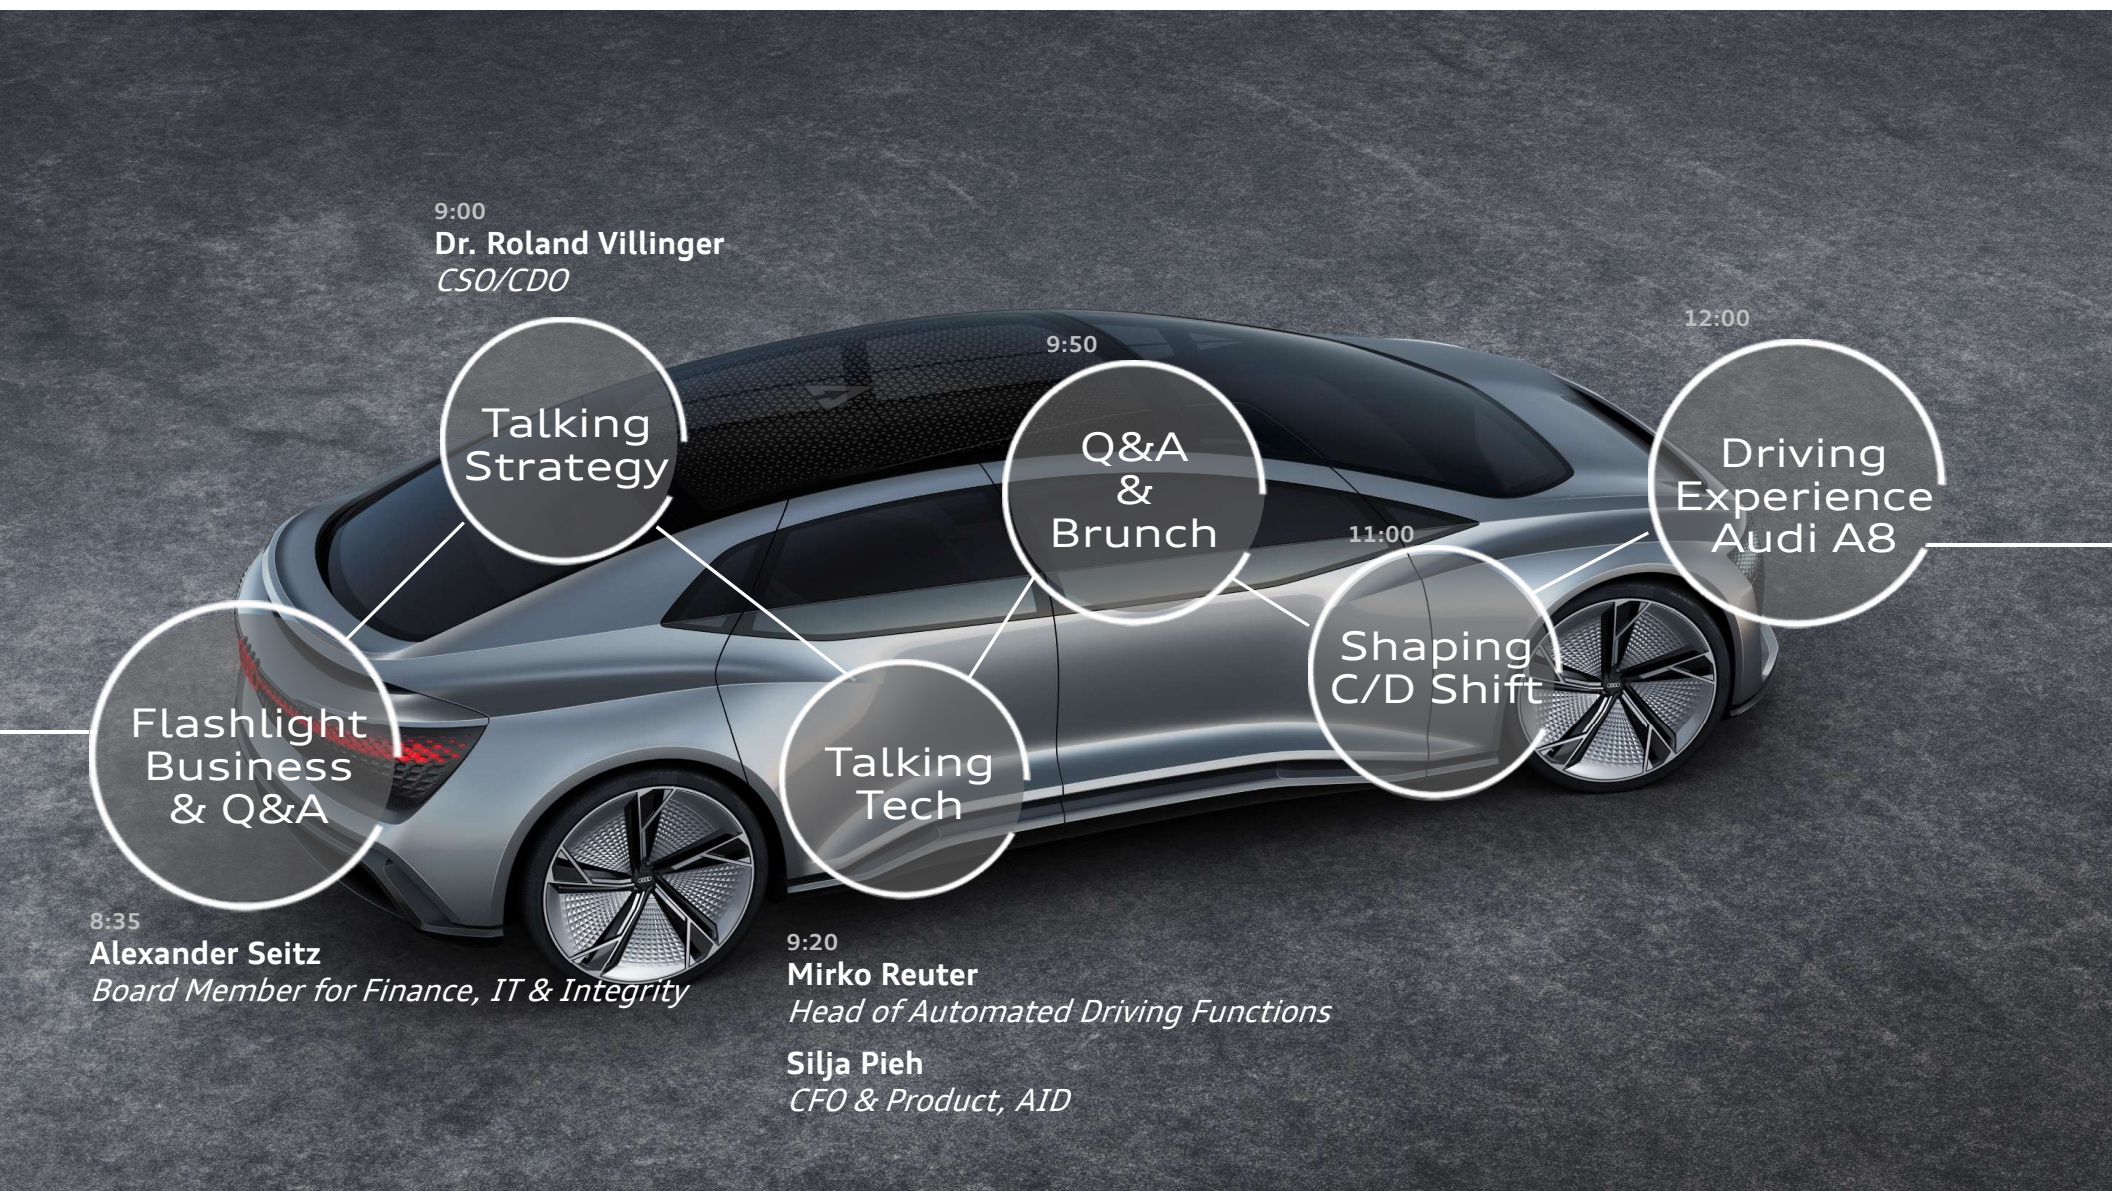 8:35
Alexander Seitz
Board Member for Finance, IT & Integrity
Flashlight
Business
& Q&A
9:00
Dr. Roland Villinger
CSO/CDO
Talking
Strategy
9:20
Mirko Reuter
Head of Automated Driving Functions
Silja Pieh
CFO & Product, AID
Talking
Tech
9:50
Q&A
&
Brunch
11:00
Shaping
C/D Shift
12:00
Driving
Experience
Audi A8